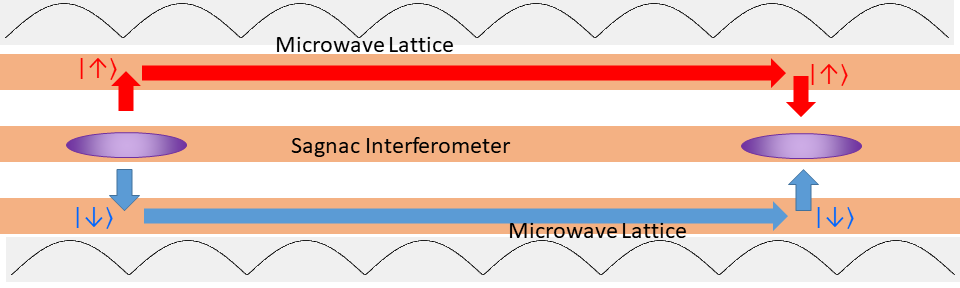 Microwave Lattice
|↑⟩ |↑⟩
Sagnac Interferometer
|↓⟩ |↓⟩
Microwave Lattice